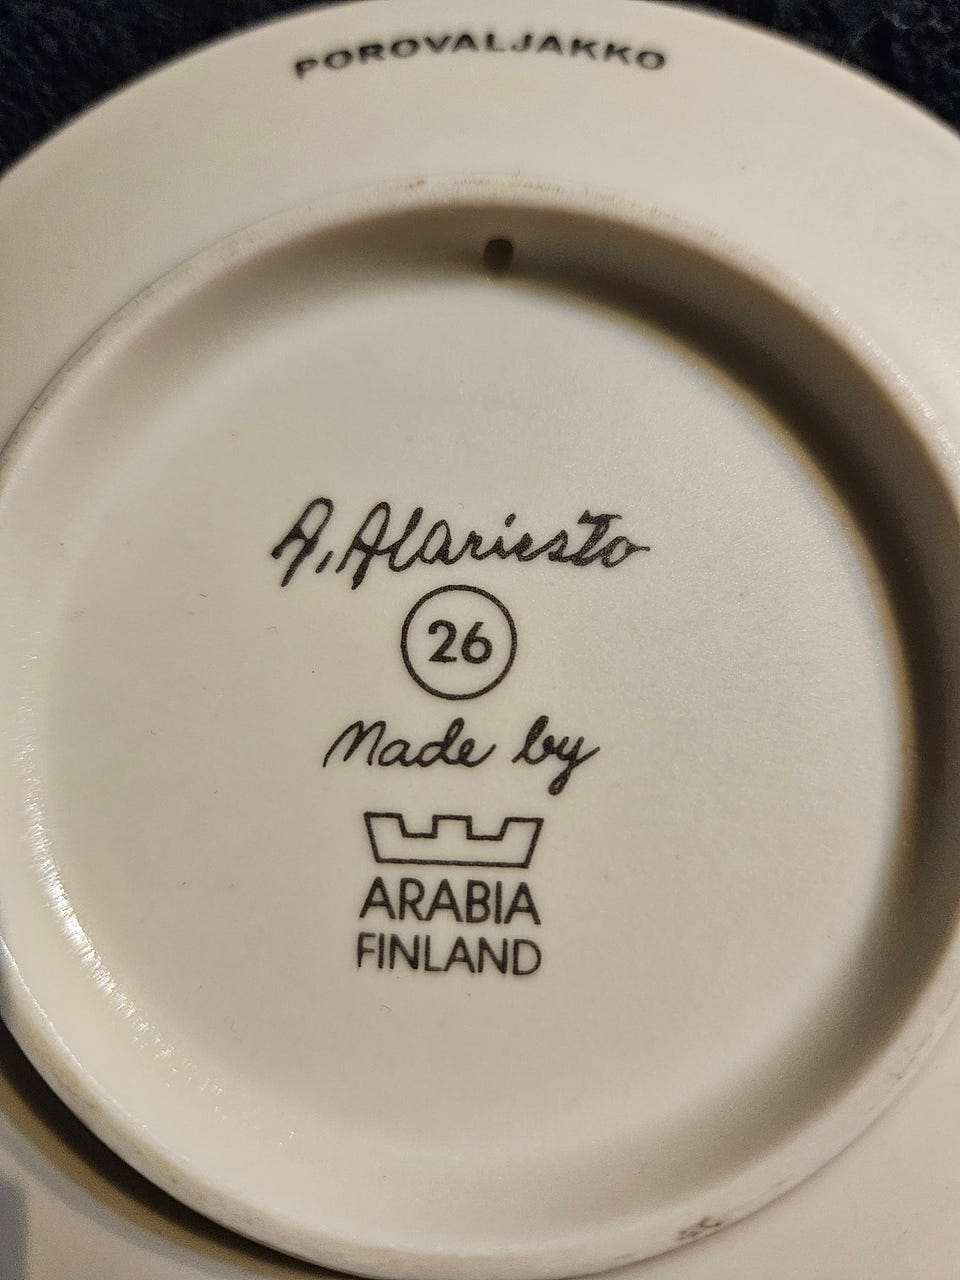 POROVALJAKKO
A. Alariesto
26
Made by
ARABIA
FINLAND